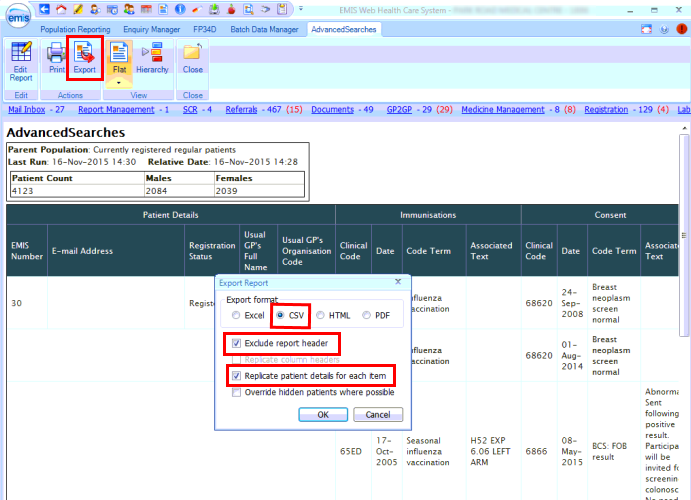 emis
EMIS Web Health Care System -
Population Reporting Enquiry Manager FP34D Batch Data Manager AdvancedSearches
Edit Report Print Export Flat Hierarchy Close
Edit Actions View Close
Mail Inbox - 27 Report Management - 1 SCR - 4 Referrals - 467 (15) Documents - 49 GP2GP - 29 (29) Medicine Management - 8 (8) Registration - 129 (4) Lab
AdvancedSearches
Parent Population: Currently registered regular patients
Last Run: 16-Nov-2015 14:30 Relative Date: 16-Nov-2015 14:28
Patient Count Males Females
4123 2084 2039
Patient Details Immunisations Consent
EMIS Number E-mail Address Registration Status Usual GP's Full Name Usual GP's Organisation Code Clinical Code Date Code Term Associated Text Clinical Code Date Code Term Associat Text
Export Report X
Export format
Excel CSV HTML PDF
Exclude report header
Replicate column headers
Replicate patient details for each item
Override hidden patients where possible
OK Cancel
30 Regist nfluenza accination 68620 24-Sep-2008 Breast neoplasm screen normal
nfluenza accination 68620 01-Aug-2014 Breast neoplasm screen normal
65ED 17-Oct-2005 Seasonal influenza vaccination H52 EXP 6.06 LEFT ARM 6866 08-May-2015 BCS: FOB result Abnorma Sent following positive result. Participa will be invited fo screenin colonosc